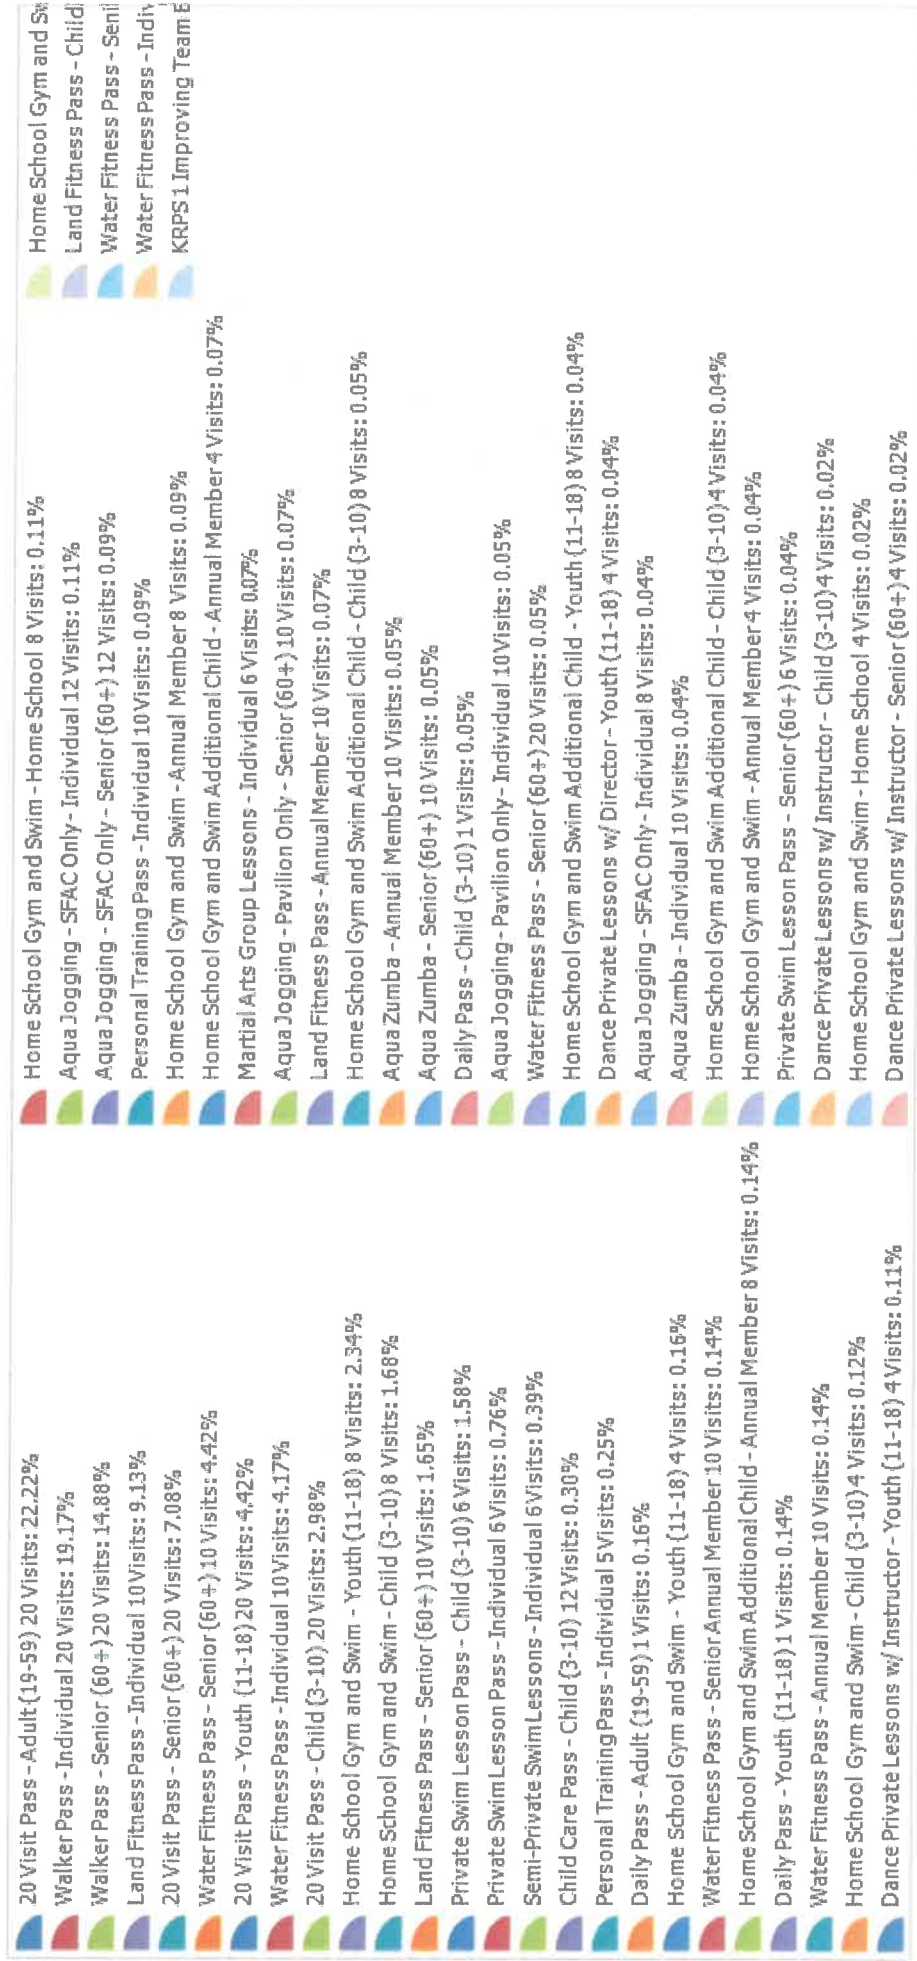 20 Visit Pass - Adult (19-59) 20 Visits: 22.22%
Walker Pass - Individual 20 Visits: 19.17%
Walker Pass - Senior (60+) 20 Visits: 14.88%
Land Fitness Pass - Individual 10 Visits: 9.13%
20 Visit Pass - Senior (60+) 20 Visits: 7.08%
Water Fitness Pass - Senior (60+) 10 Visits: 4.42%
20 Visit Pass - Youth (11-18) 20 Visits: 4.42%
Water Fitness Pass - Individual 10 Visits: 4.17%
20 Visit Pass - Child (3-10) 20 Visits: 2.98%
Home School Gym and Swim - Youth (11-18) 8 Visits: 2.34%
Home School Gym and Swim - Child (3-10) 8 Visits: 1.68%
Land Fitness Pass - Senior (60+) 10 Visits: 1.65%
Private Swim Lesson Pass - Child (3-10) 6 Visits: 1.58%
Private Swim Lesson Pass - Individual 6 Visits: 0.76%
Semi-Private Swim Lessons - Individual 6 Visits: 0.39%
Child Care Pass - Child (3-10) 12 Visits: 0.30%
Personal Training Pass - Individual 5 Visits: 0.25%
Daily Pass - Adult (19-59) 1 Visits: 0.16%
Home School Gym and Swim - Youth (11-18) 4 Visits: 0.16%
Water Fitness Pass - Senior Annual Member 10 Visits: 0.14%
Home School Gym and Swim Additional Child - Annual Member 8 Visits: 0.14%
Daily Pass - Youth (11-18) 1 Visits: 0.14%
Water Fitness Pass - Annual Member 10 Visits: 0.14%
Home School Gym and Swim - Child (3-10) 4 Visits: 0.12%
Dance Private Lessons w/ Instructor - Youth (11-18) 4 Visits: 0.11%
Home School Gym and Swim - Home School 8 Visits: 0.11%
Aqua Jogging - SFAC Only - Individual 12 Visits: 0.11%
Aqua Jogging - SFAC Only - Senior (60+) 12 Visits: 0.09%
Personal Training Pass - Individual 10 Visits: 0.09%
Home School Gym and Swim - Annual Member 8 Visits: 0.09%
Home School Gym and Swim Additional Child - Annual Member 4 Visits: 0.07%
Martial Arts Group Lessons - Individual 6 Visits: 0.07%
Aqua Jogging - Pavilion Only - Senior (60+) 10 Visits: 0.07%
Land Fitness Pass - Annual Member 10 Visits: 0.07%
Home School Gym and Swim Additional Child - Child (3-10) 8 Visits: 0.05%
Aqua Zumba - Annual Member 10 Visits: 0.05%
Aqua Zumba - Senior (60+) 10 Visits: 0.05%
Daily Pass - Child (3-10) 1 Visits: 0.05%
Aqua Jogging - Pavilion Only - Individual 10 Visits: 0.05%
Water Fitness Pass - Senior (60+) 20 Visits: 0.05%
Home School Gym and Swim Additional Child - Youth (11-18) 8 Visits: 0.04%
Dance Private Lessons w/ Director - Youth (11-18) 4 Visits: 0.04%
Aqua Jogging - SFAC Only - Individual 8 Visits: 0.04%
Aqua Zumba - Individual 10 Visits: 0.04%
Home School Gym and Swim Additional Child - Child (3-10) 4 Visits: 0.04%
Home School Gym and Swim - Annual Member 4 Visits: 0.04%
Private Swim Lesson Pass - Senior (60+) 6 Visits: 0.04%
Dance Private Lessons w/ Instructor - Child (3-10) 4 Visits: 0.02%
Home School Gym and Swim - Home School 4 Visits: 0.02%
Dance Private Lessons w/ Instructor - Senior (60+) 4 Visits: 0.02%
Home School Gym and Sw
Land Fitness Pass - Child
Water Fitness Pass - Seni
Water Fitness Pass - Indiv
KRPS 1 Improving Team